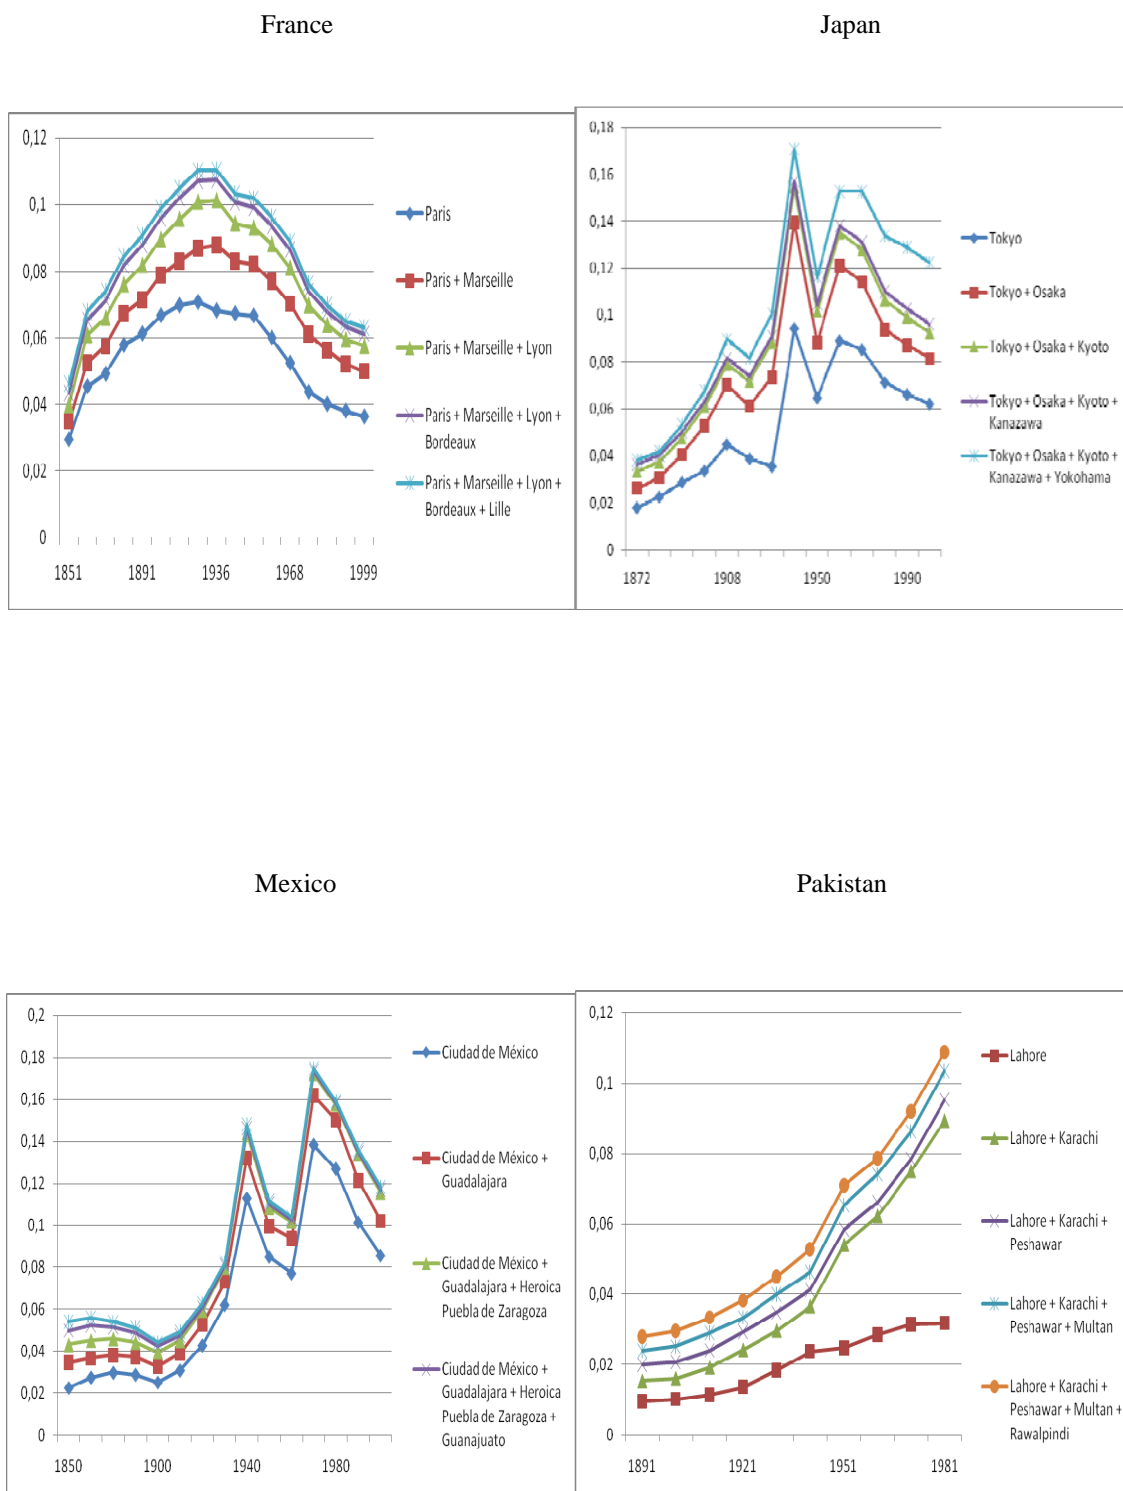 France
Japan
0,12
0,1
0,08
0,06
0,04
0,02
0
1851
1891
1936
1968
1999
Paris
Paris + Marseille
Paris + Marseille + Lyon
Paris + Marseille + Lyon +
Bordeaux
Paris + Marseille + Lyon +
Bordeaux + Lille
0,18
0,16
0,14
0,12
0,1
0,08
0,06
0,04
0,02
0
1872
1908
1950
1990
Tokyo
Tokyo + Osaka
Tokyo + Osaka + Kyoto
Tokyo + Osaka + Kyoto +
Kanazawa
Tokyo + Osaka + Kyoto +
Kanazawa + Yokohama
Mexico
Pakistan
0,2
0,18
0,16
0,14
0,12
0,1
0,08
0,06
0,04
0,02
0
1850
1900
1940
1980
Ciudad de México
Ciudad de México +
Guadalajara
Ciudad de México +
Guadalajara + Heroica
Puebla de Zaragoza
Ciudad de México +
Guadalajara + Heroica
Puebla de Zaragoza +
Guanajuato
0,12
0,1
0,08
0,06
0,04
0,02
0
1891
1921
1951
1981
Lahore
Lahore + Karachi
Lahore + Karachi +
Peshawar
Lahore + Karachi +
Peshawar + Multan
Lahore + Karachi +
Peshawar + Multan +
Rawalpindi